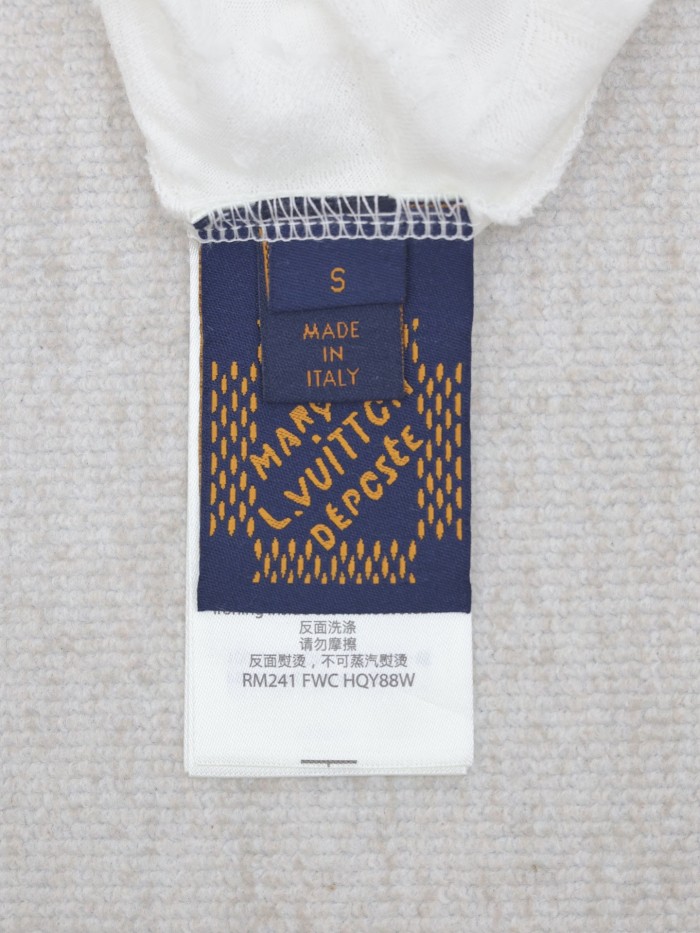 S
MADE
IN
ITALY
L.VUITTON
DEPOSÉE
反面洗涤
请勿摩擦
反面熨烫，不可蒸汽熨烫
RM241 FWC HQY88W